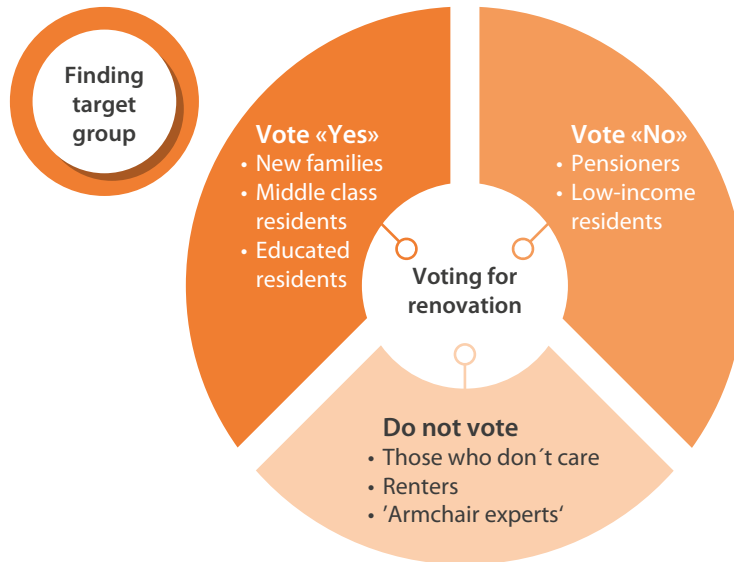 Finding
target
group
Vote «Yes»
• New families
• Middle class
residents
• Educated
residents
Vote «No»
• Pensioners
• Low-income
residents
Voting for
renovation
Do not vote
• Those who don´t care
• Renters
• ’Armchair experts‘